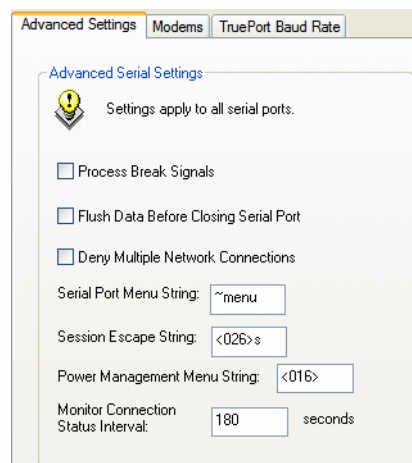 Advanced Settings Modems TruePort Baud Rate
Advanced Serial Settings
Settings apply to all serial ports.
Process Break Signals
Flush Data Before Closing Serial Port
Deny Multiple Network Connections
Serial Port Menu String: ~menu
Session Escape String: <026>s
Power Management Menu String: <016>
Monitor Connection
Status Interval: 180 seconds